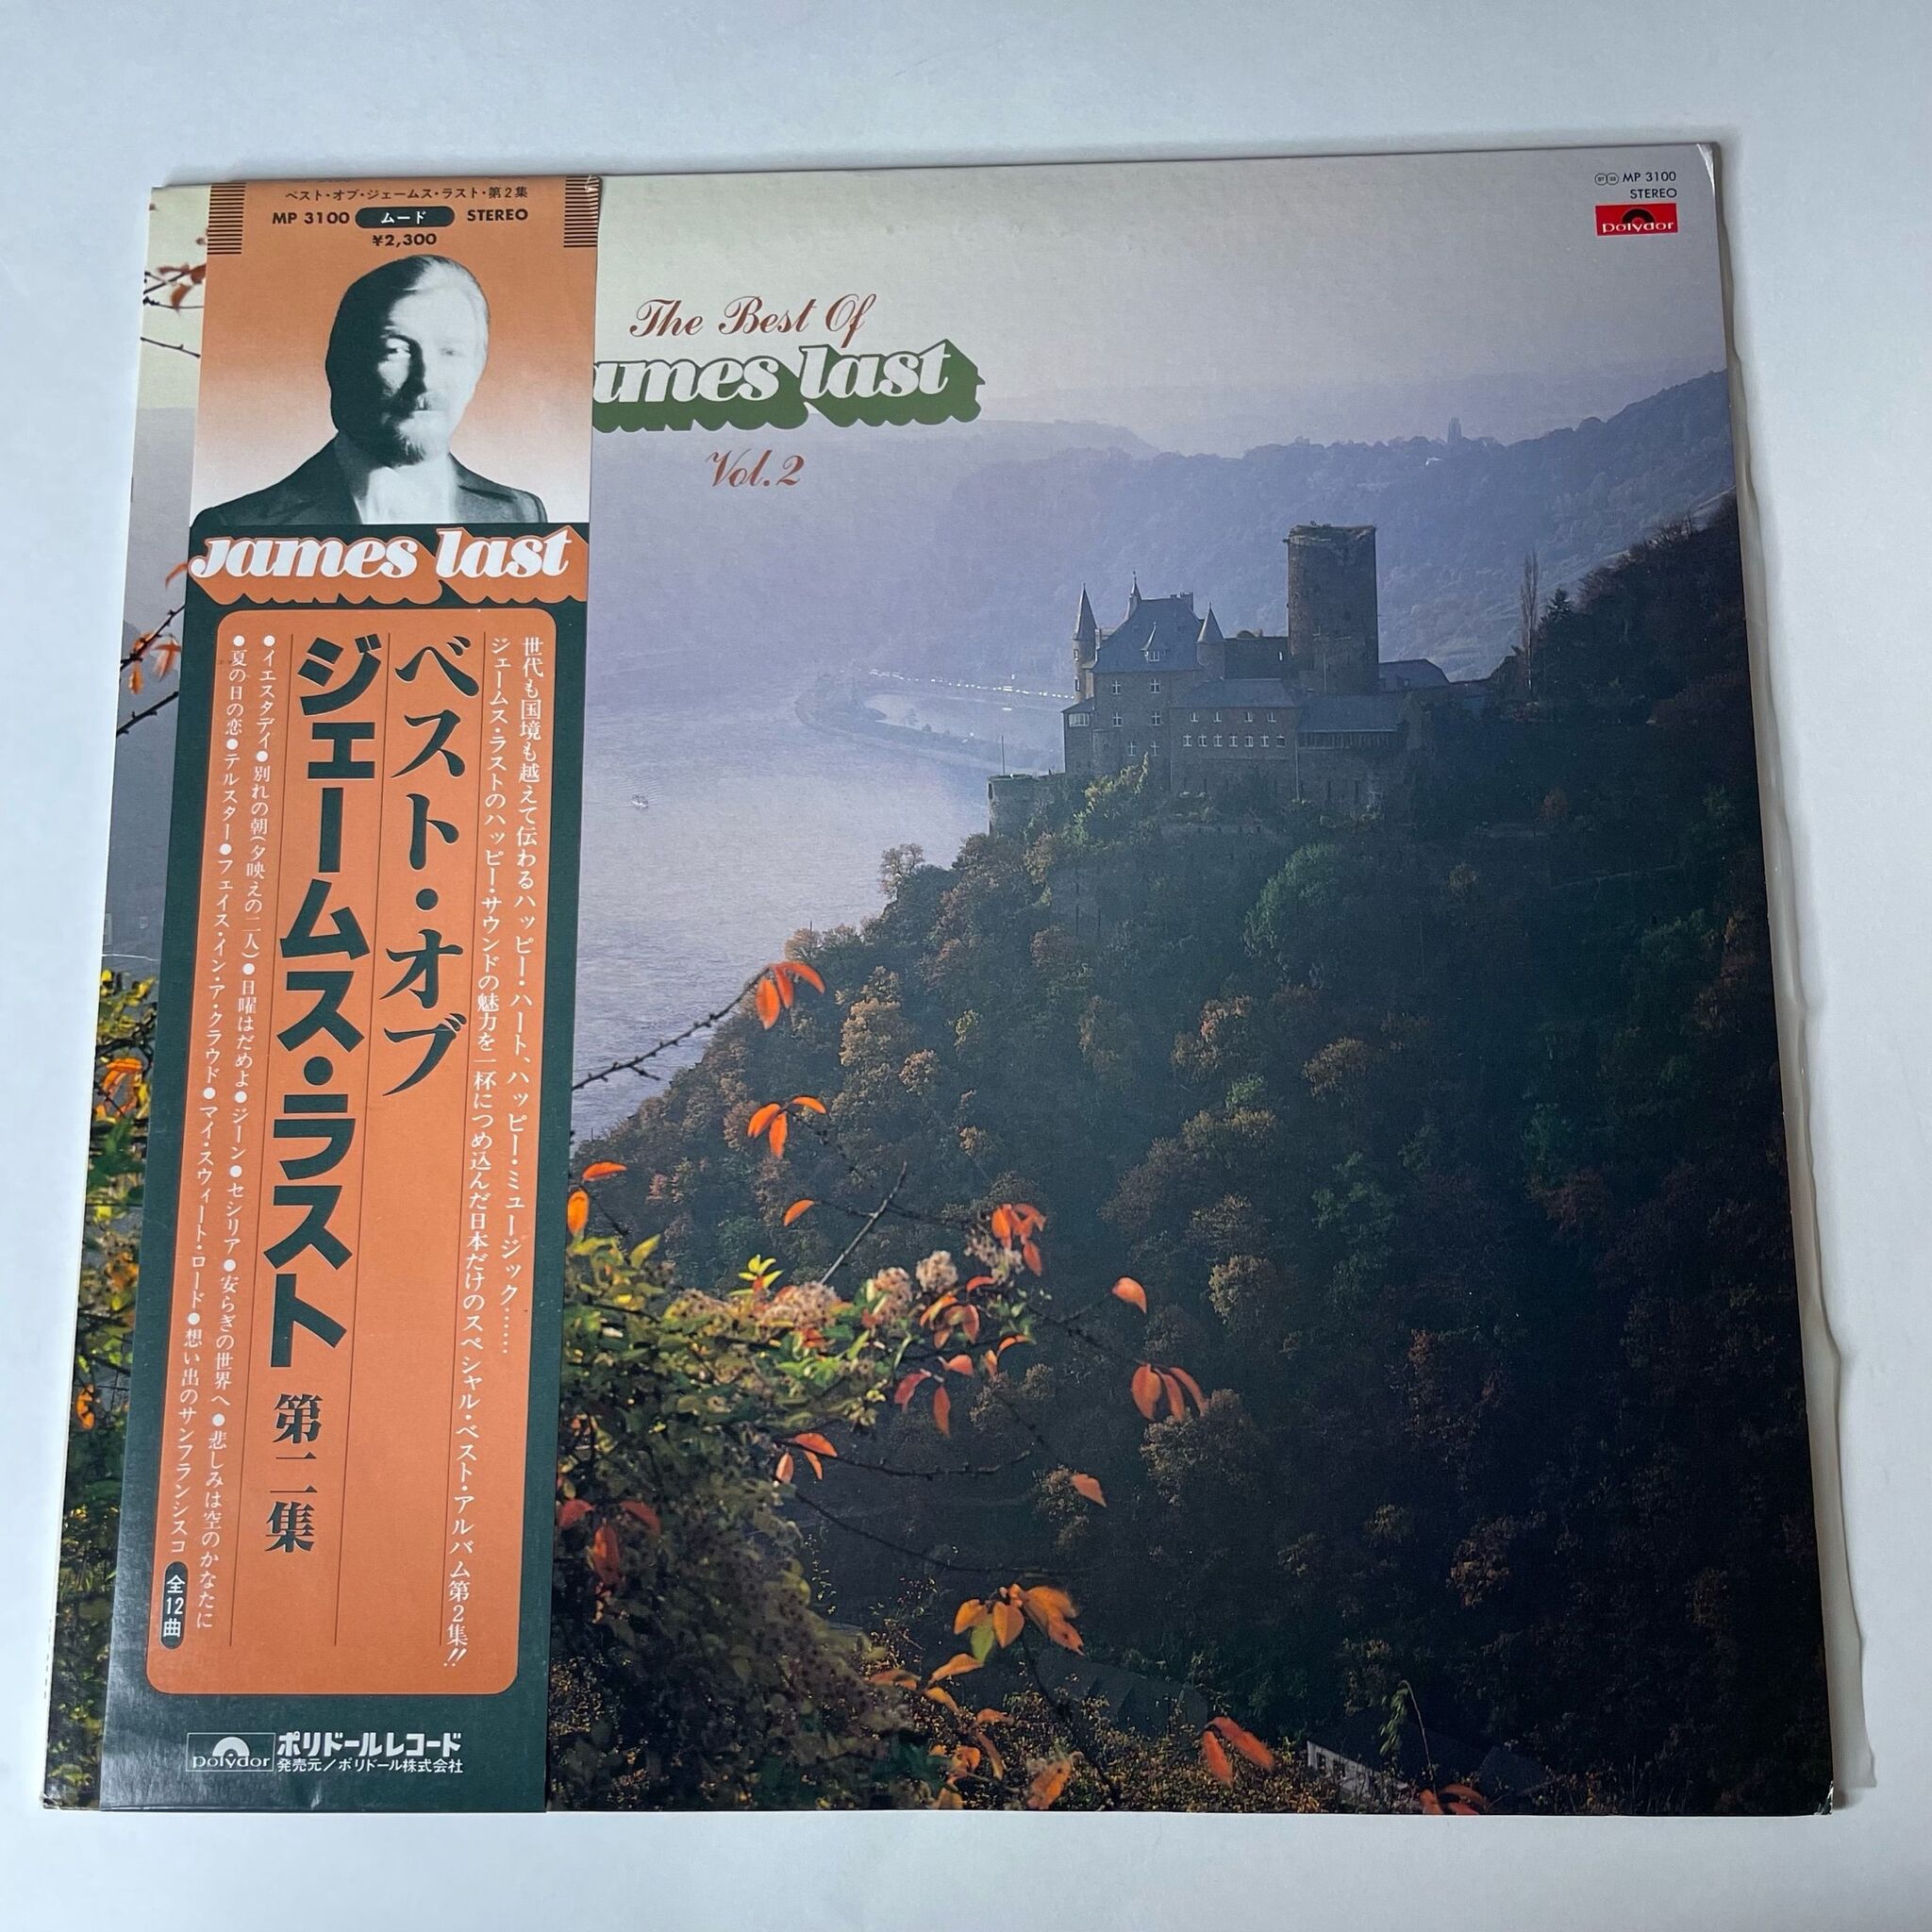 ベスト・オブ・ジェームス・ラスト・第2集
MP 3100 ムード STEREO
¥2,300
james last
世代も国境も越えて伝わるハッピー・ハート、ハッピー・ミュージック……
ジェームス・ラストのハッピー・サウンドの魅力を一杯につめ込んだ日本だけのスペシャル・ベスト・アルバム第2集!!
ベスト・オブ
ジェームス・ラスト 第二集
●イエスタデイ●別れの朝(夕映えの二人)●日曜はだめよ●ジーン●セシリア●安らぎの世界へ●悲しみは空のかなたに
●夏の日の恋●テルスター●フェイス・イン・ア・クラウド●マイ・スウィート・ロード●想い出のサンフランシスコ 全12曲
Polydor ポリドールレコード
発売元/ポリドール株式会社
The Best Of
ames last
Vol.2
MP 3100
STEREO
Polydor